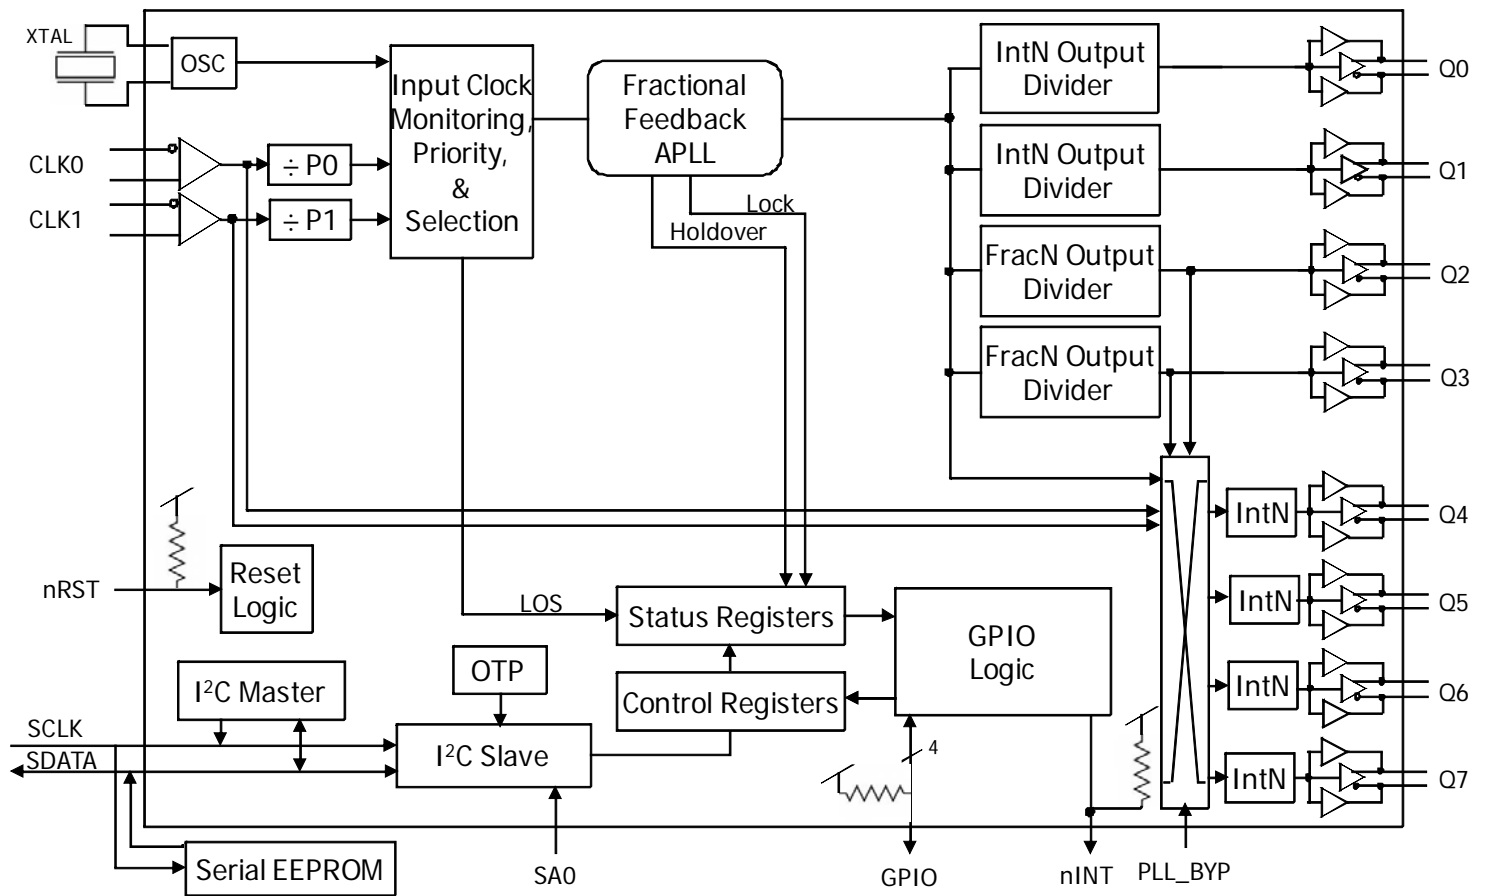 XTAL
OSC
CLK0
CLK1
÷ P0
÷ P1
Input Clock
Monitoring,
Priority,
&
Selection
Fractional
Feedback
APLL
Lock
Holdover
IntN Output
Divider
IntN Output
Divider
FracN Output
Divider
FracN Output
Divider
Q0
Q1
Q2
Q3
IntN
Q4
IntN
Q5
IntN
Q6
IntN
Q7
nRST
Reset
Logic
LOS
Status Registers
GPIO
Logic
OTP
Control Registers
I²C Master
SCLK
SDATA
I²C Slave
4
Serial EEPROM
SA0
GPIO
nINT
PLL_BYP